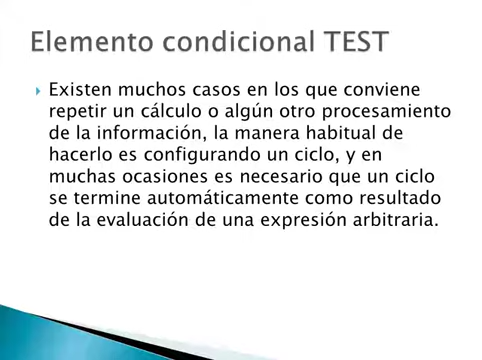 Elemento condicional TEST
Existen muchos casos en los que conviene
repetir un cálculo o algún otro procesamiento
de la información, la manera habitual de
hacerlo es configurando un ciclo, y en
muchas ocasiones es necesario que un ciclo
se termine automáticamente como resultado
de la evaluación de una expresión arbitraria.